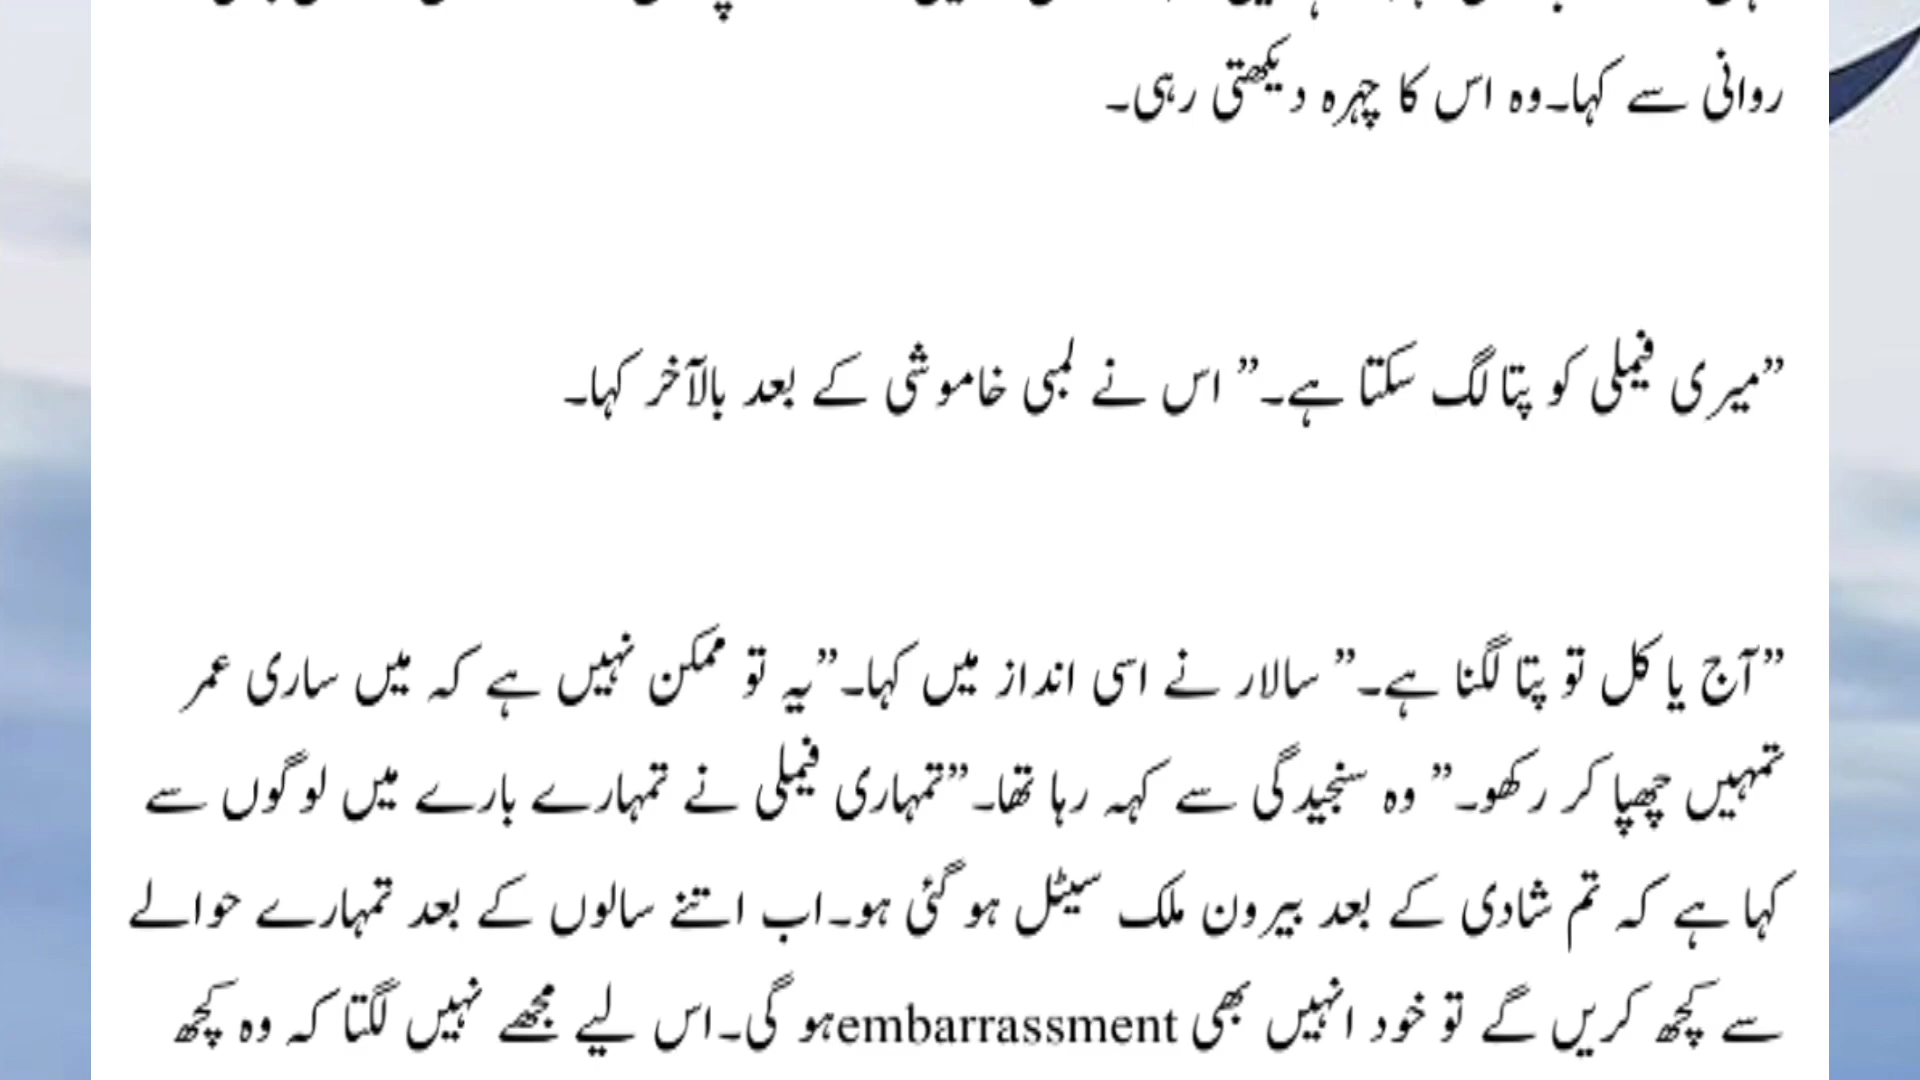 روانی سے کہا۔وہ اس کا چہرہ دیکھتی رہی۔
”میری فیملی کو پتا لگ سکتا ہے۔” اس نے لمبی خاموشی کے بعد بالآخر کہا۔
”آج یا کل تو پتا لگنا ہے۔” سالار نے اسی انداز میں کہا۔”یہ تو ممکن نہیں ہے کہ میں ساری عمر
تمہیں چھپا کر رکھو۔” وہ سنجیدگی سے کہہ رہا تھا۔”تمہاری فیملی نے تمہارے بارے میں لوگوں سے
کہا ہے کہ تم شادی کے بعد بیرون ملک سیٹل ہو گئی ہو۔اب اتنے سالوں کے بعد تمہارے حوالے
سے کچھ کریں گے تو خود انہیں بھی embarrassmentہو گی۔اس لیے مجھے نہیں لگتا کہ وہ کچھ